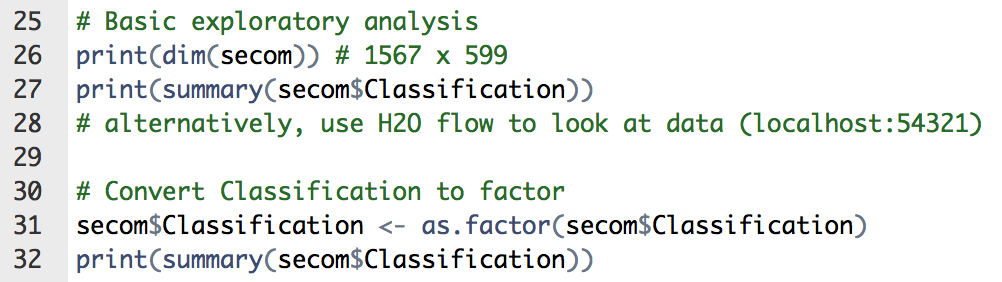 25 # Basic exploratory analysis
26 print(dim(secom)) # 1567 x 599
27 print(summary(secom$Classification))
28 # alternatively, use H2O flow to look at data (localhost:54321)
29
30 # Convert Classification to factor
31 secom$Classification <- as.factor(secom$Classification)
32 print(summary(secom$Classification))